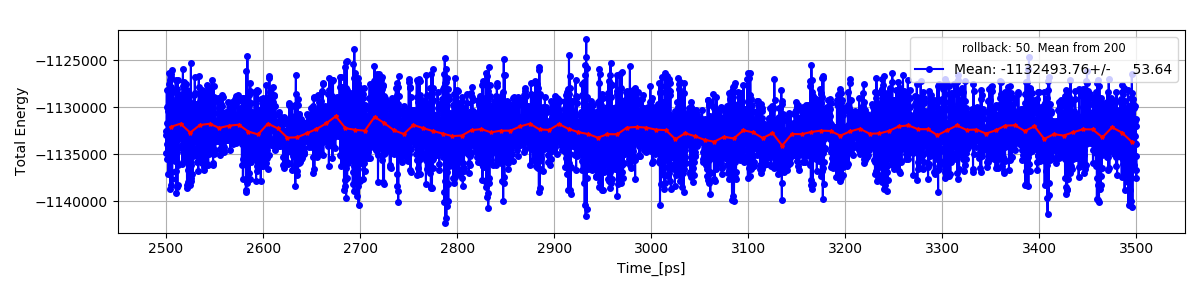 rollback: 50. Mean from 200
Mean: -1132493.76+/-     53.64
Total Energy
−1125000
−1130000
−1135000
−1140000
2500 2600 2700 2800 2900 3000 3100 3200 3300 3400 3500
Time_[ps]